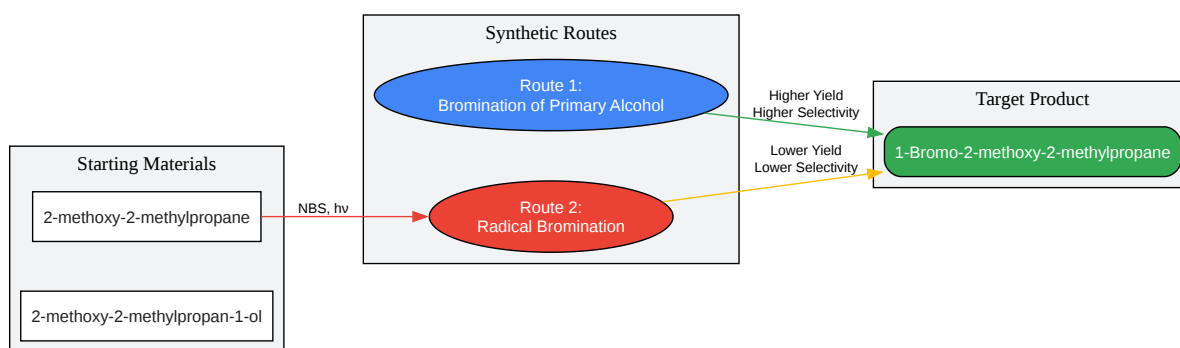 Synthetic Routes
Route 1:
Bromination of Primary Alcohol
Higher Yield
Higher Selectivity
Target Product
1-Bromo-2-methoxy-2-methylpropane
Lower Yield
Lower Selectivity
Starting Materials
2-methoxy-2-methylpropane
NBS, hν
Route 2:
Radical Bromination
2-methoxy-2-methylpropan-1-ol